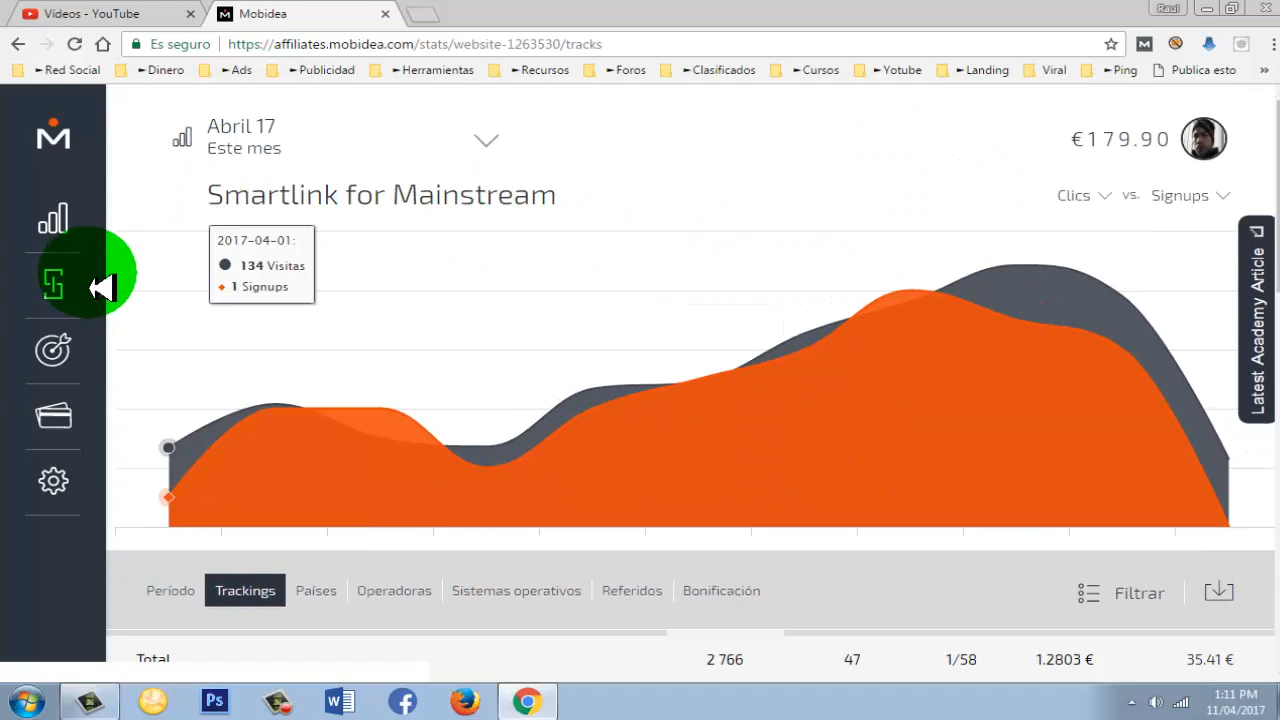 Videos - YouTube
Mobidea
Raul
Es seguro
https://affiliates.mobidea.com/stats/website-1263530/tracks
Red Social
Dinero
Ads
Publicidad
Herramientas
Recursos
Foros
Clasificados
Cursos
Yotube
Landing
Viral
Ping
Publica esto
Abril 17
Este mes
€179.90
Smartlink for Mainstream
Clics vs. Signups
2017-04-01:
134 Visitas
1 Signups
Latest Academy Article
Período Trackings Países Operadoras Sistemas operativos Referidos Bonificación
Filtrar
Total 2 766 47 1/58 1.2803 € 35.41 €
Ps
1:11 PM
11/04/2017